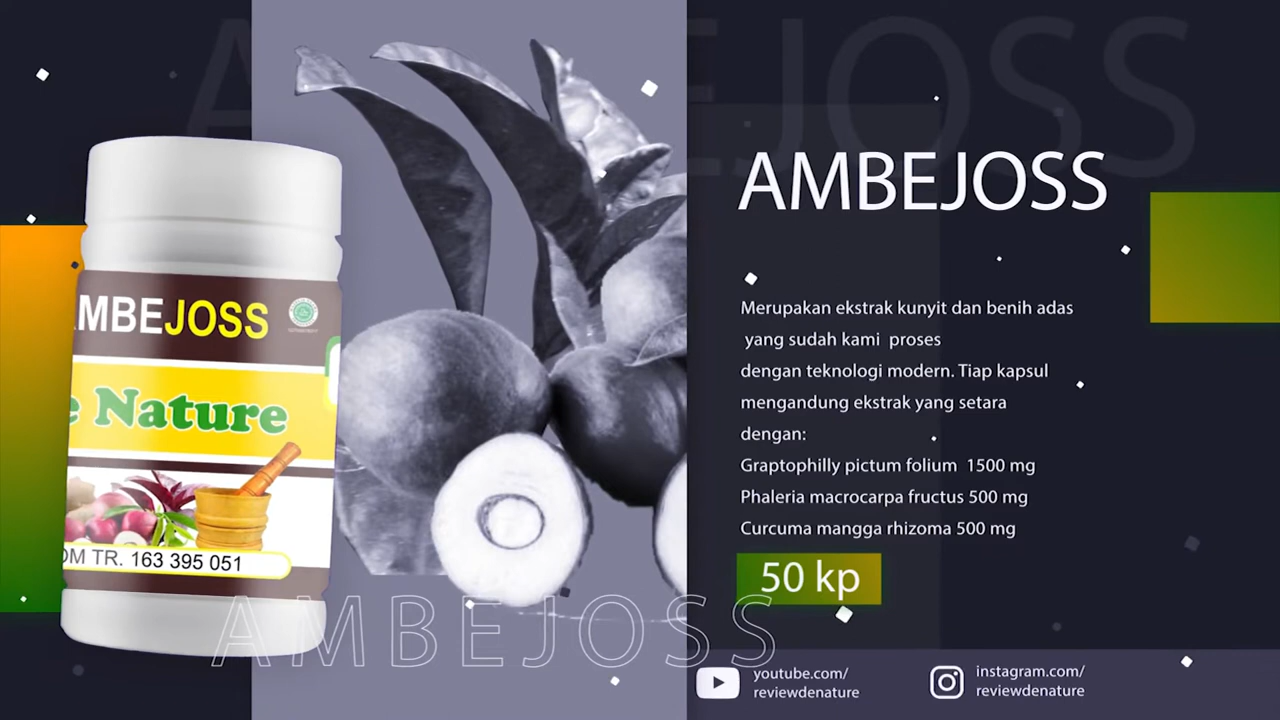 AMBEJOSS
AMBEJOSS
Merupakan ekstrak kunyit dan benih adas
yang sudah kami proses
dengan teknologi modern. Tiap kapsul
mengandung ekstrak yang setara
dengan:
Graptophilly pictum folium 1500 mg
Phaleria macrocarpa fructus 500 mg
Curcuma mangga rhizoma 500 mg
50 kp
AMBEJOSS
e Nature
OM TR. 163 395 051
AMBEJOSS
youtube.com/
reviewdenature
instagram.com/
reviewdenature